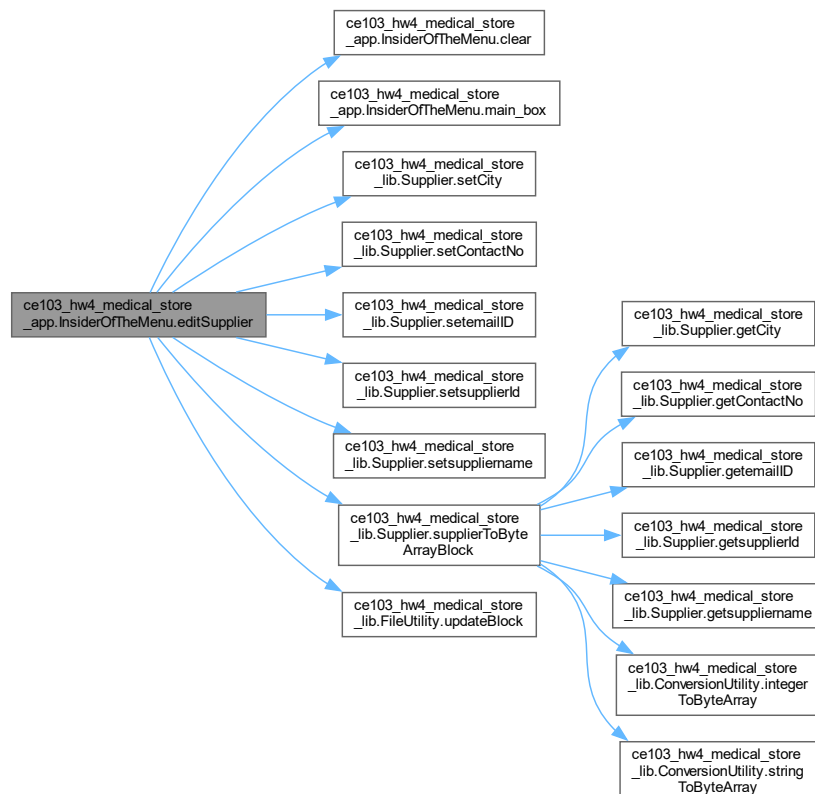 ce103_hw4_medical_store
_app.InsiderOfTheMenu.clear
ce103_hw4_medical_store
_app.InsiderOfTheMenu.main_box
ce103_hw4_medical_store
_lib.Supplier.setCity
ce103_hw4_medical_store
_lib.Supplier.setContactNo
ce103_hw4_medical_store
_app.InsiderOfTheMenu.editSupplier
ce103_hw4_medical_store
_lib.Supplier.setemailID
ce103_hw4_medical_store
_lib.Supplier.setsupplierId
ce103_hw4_medical_store
_lib.Supplier.setsuppliername
ce103_hw4_medical_store
_lib.Supplier.supplierToByte
ArrayBlock
ce103_hw4_medical_store
_lib.FileUtility.updateBlock
ce103_hw4_medical_store
_lib.Supplier.getCity
ce103_hw4_medical_store
_lib.Supplier.getContactNo
ce103_hw4_medical_store
_lib.Supplier.getemailID
ce103_hw4_medical_store
_lib.Supplier.getsupplierId
ce103_hw4_medical_store
_lib.Supplier.getsuppliername
ce103_hw4_medical_store
_lib.ConversionUtility.integer
ToByteArray
ce103_hw4_medical_store
_lib.ConversionUtility.string
ToByteArray